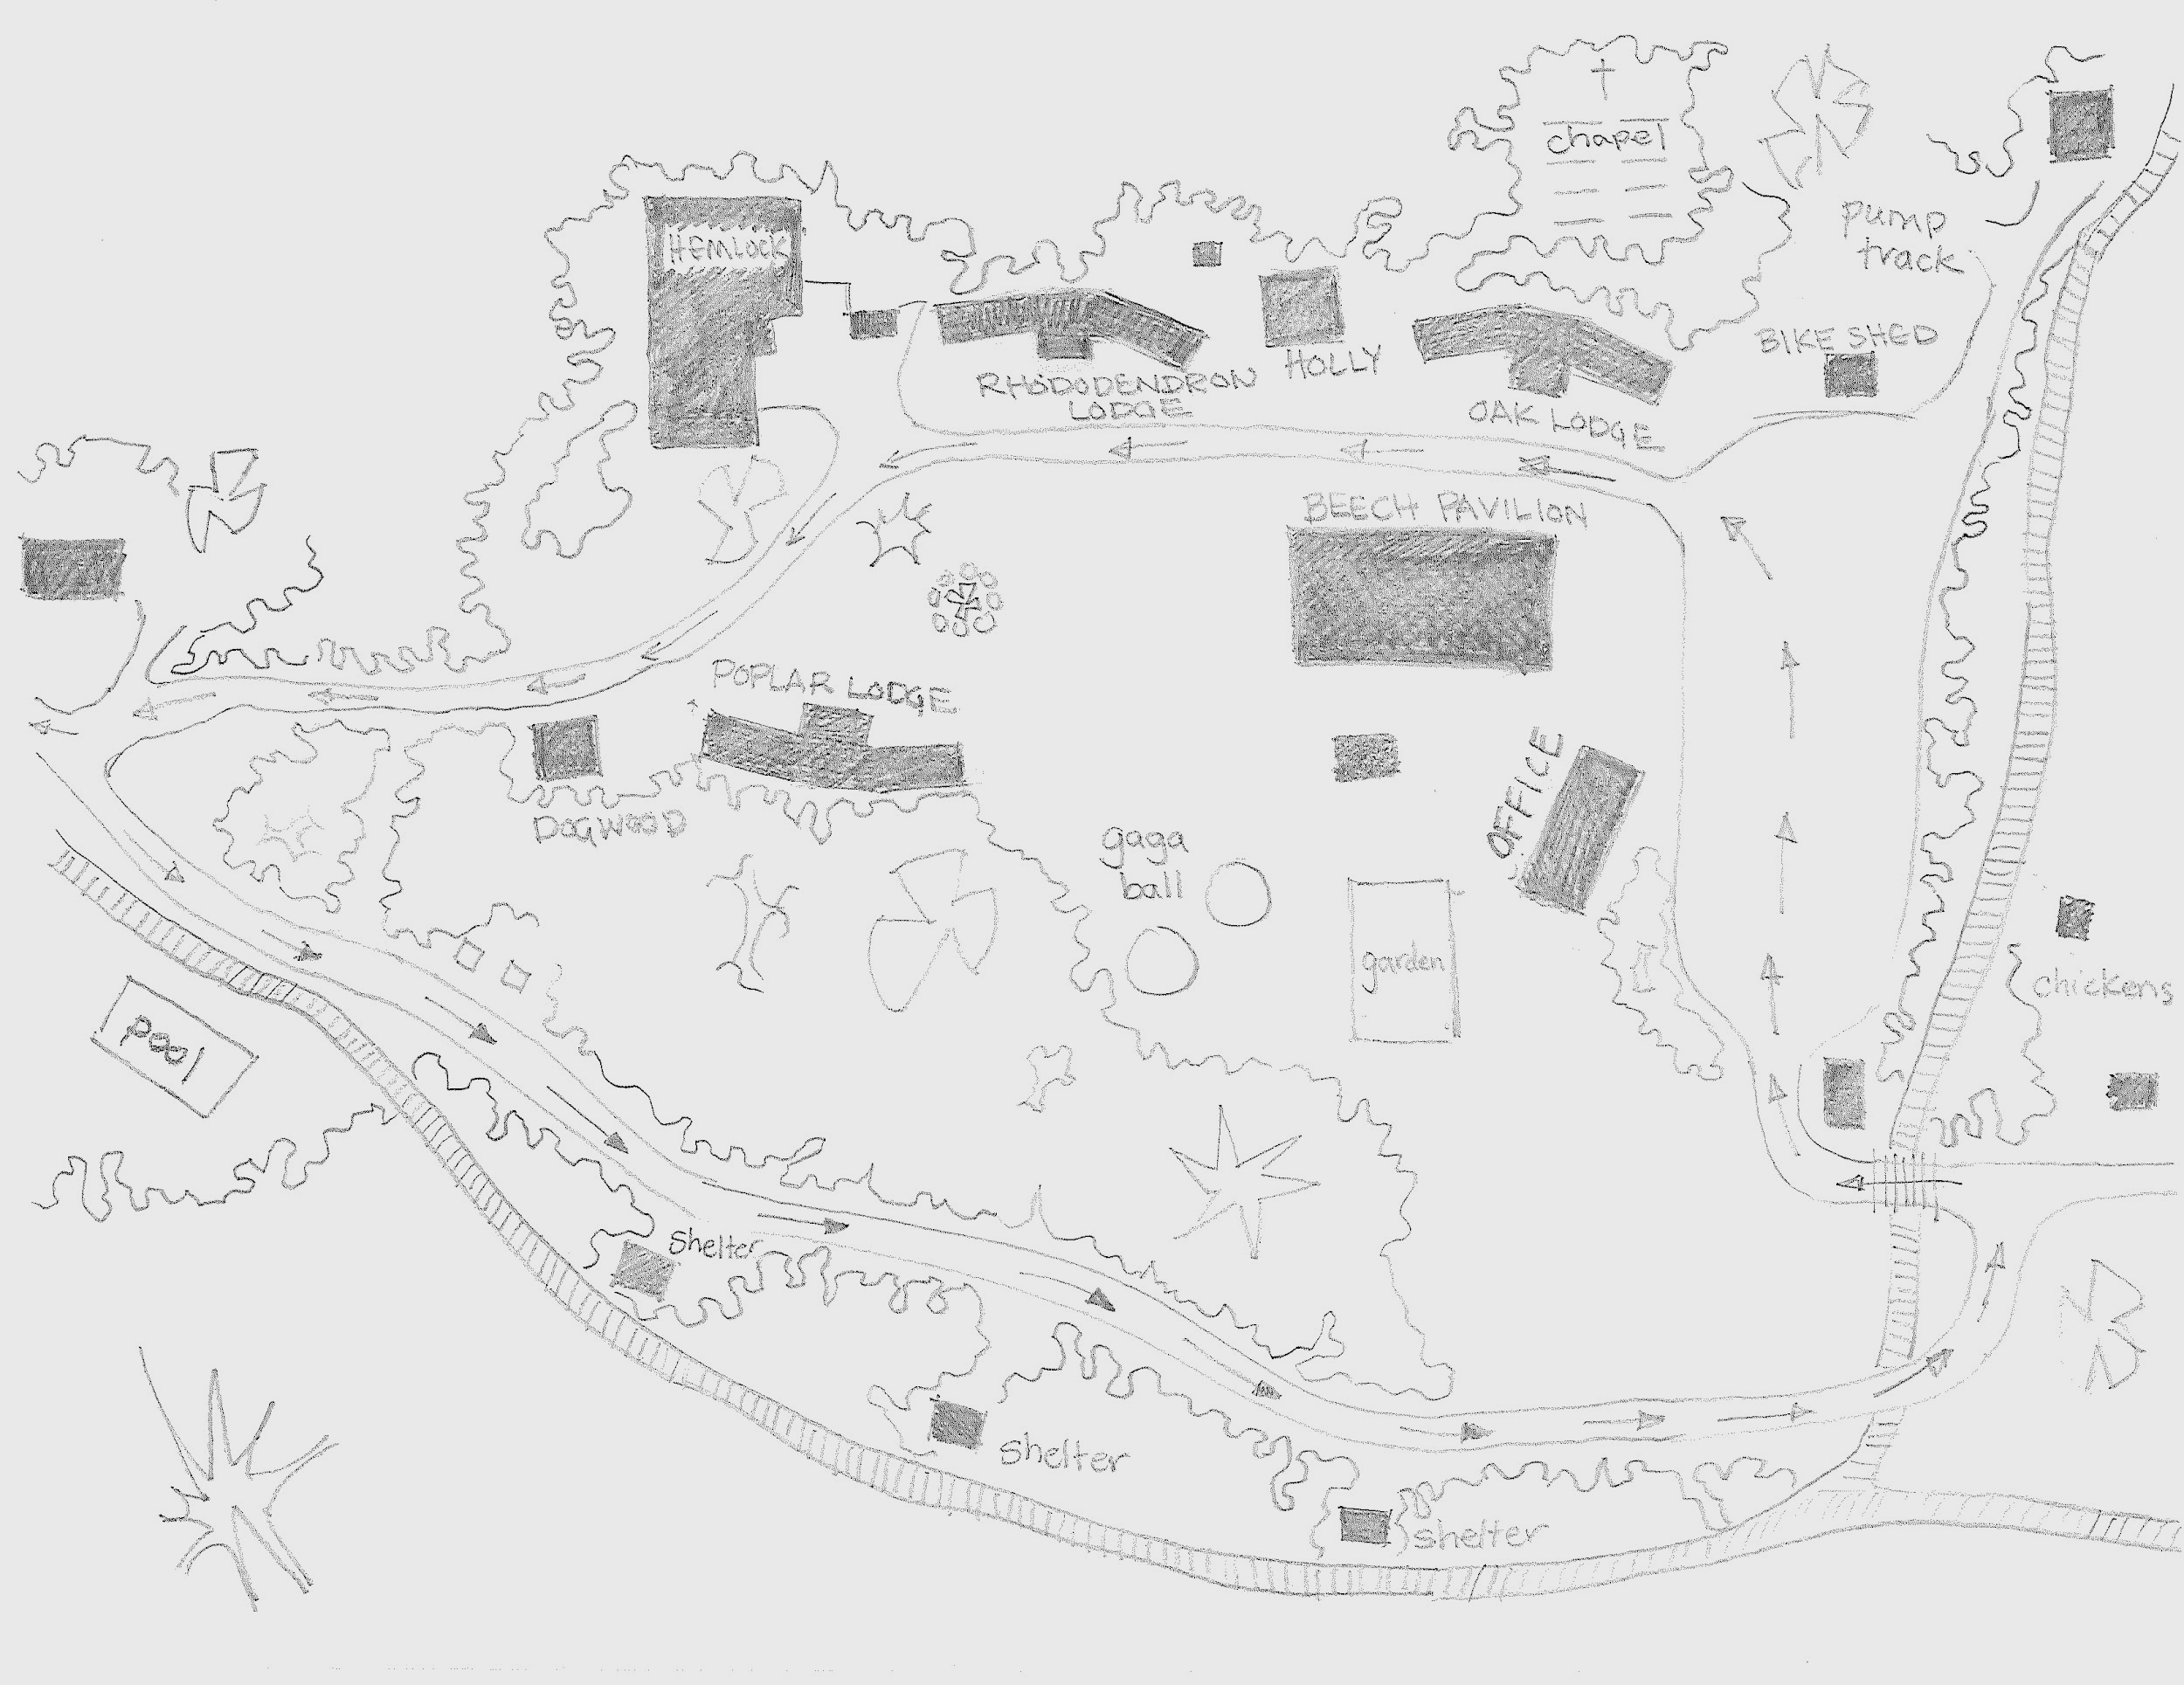 chapel
HEMLOCK
pump
track
BIKE SHED
HOLLY
RHODODENDRON
LODGE
OAK LODGE
BEECH PAVILION
POPLAR LODGE
OFFICE
DOGWOOD
gaga
ball
garden
chickens
pool
shelter
shelter
shelter